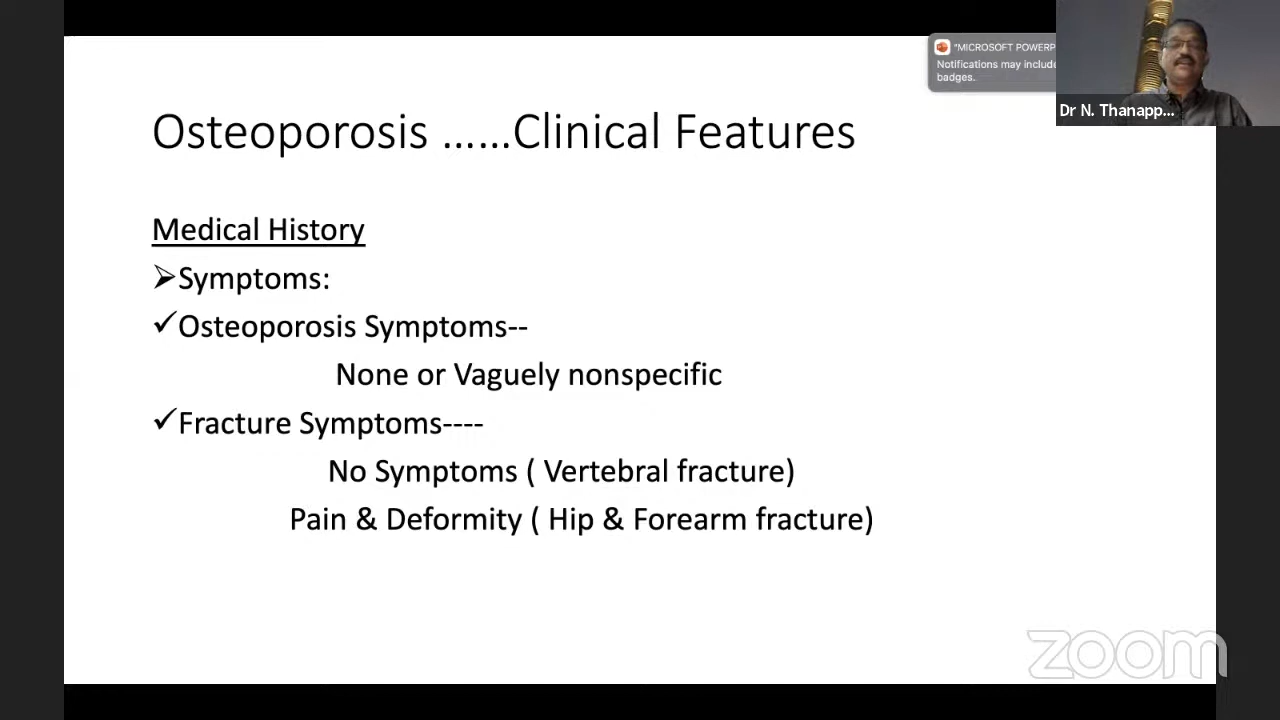 "MICROSOFT POWERP
Notifications may include
badges.
Dr N. Thanapp...
Osteoporosis ......Clinical Features
Medical History
➢Symptoms:
✓Osteoporosis Symptoms--
None or Vaguely nonspecific
✓Fracture Symptoms----
No Symptoms ( Vertebral fracture)
Pain & Deformity ( Hip & Forearm fracture)
zoom